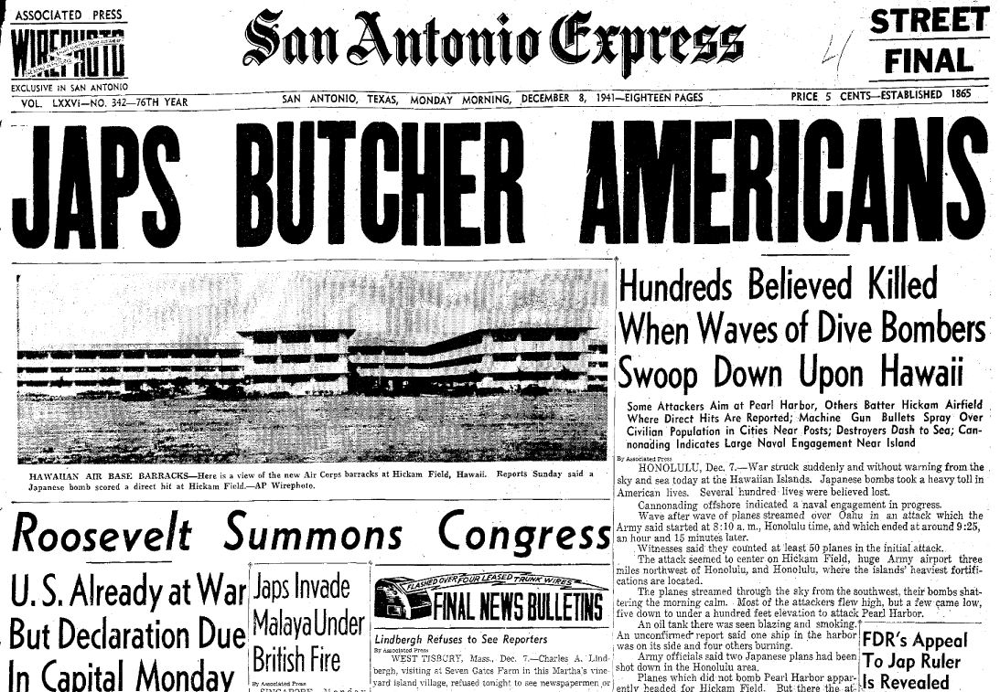 ASSOCIATED PRESS
WIREPHOTO
EXCLUSIVE IN SAN ANTONIO
San Antonio Express
STREET
FINAL
VOL. LXXVI—NO. 342—76TH YEAR
SAN ANTONIO, TEXAS, MONDAY MORNING, DECEMBER 8, 1941—EIGHTEEN PAGES
PRICE 5 CENTS—ESTABLISHED 1865
JAPS BUTCHER AMERICANS
HAWAIIAN AIR BASE BARRACKS—Here is a view of the new Air Corps barracks at Hickam Field, Hawaii. Reports Sunday said a
Japanese bomb scored a direct hit at Hickam Field.—AP Wirephoto.
Roosevelt Summons Congress
U. S. Already at War
But Declaration Due
In Capital Monday
Japs Invade
Malaya Under
British Fire
By Associated Press
SINGAPORE, Monday
FLASHED OVER FOUR LEASED TRUNK WIRES
FINAL NEWS BULLETINS
Lindbergh Refuses to See Reporters
By Associated Press
WEST TISBURY, Mass., Dec. 7.—Charles A. Lind-
bergh, visiting at Seven Gates Farm in this Martha's vine-
yard island village, refused tonight to see newspapermen or
Hundreds Believed Killed
When Waves of Dive Bombers
Swoop Down Upon Hawaii
Some Attackers Aim at Pearl Harbor, Others Batter Hickam Airfield
Where Direct Hits Are Reported; Machine Gun Bullets Spray Over
Civilian Population in Cities Near Posts; Destroyers Dash to Sea; Can-
nonading Indicates Large Naval Engagement Near Island
By Associated Press
HONOLULU, Dec. 7.—War struck suddenly and without warning from the
sky and sea today at the Hawaiian Islands. Japanese bombs took a heavy toll in
American lives. Several hundred lives were believed lost.
Cannonading offshore indicated a naval engagement in progress.
Wave after wave of planes streamed over Oahu in an attack which the
Army said started at 8:10 a. m., Honolulu time, and which ended at around 9:25,
an hour and 15 minutes later.
Witnesses said they counted at least 50 planes in the initial attack.
The attack seemed to center on Hickam Field, huge Army airport three
miles northwest of Honolulu, and Honolulu, where the islands' heaviest fortifi-
cations are located.
The planes streamed through the sky from the southwest, their bombs shat-
tering the morning calm. Most of the attackers flew high, but a few came low,
five down to under a hundred feet elevation to attack Pearl Harbor.
An oil tank there was seen blazing and smoking.
An unconfirmed report said one ship in the harbor
was on its side and four others burning.
Army officials said two Japanese plans had been
shot down in the Honolulu area.
Planes which did not bomb Pearl Harbor appar-
ently headed for Hickam Field. But there the at-
FDR's Appeal
To Jap Ruler
Is Revealed